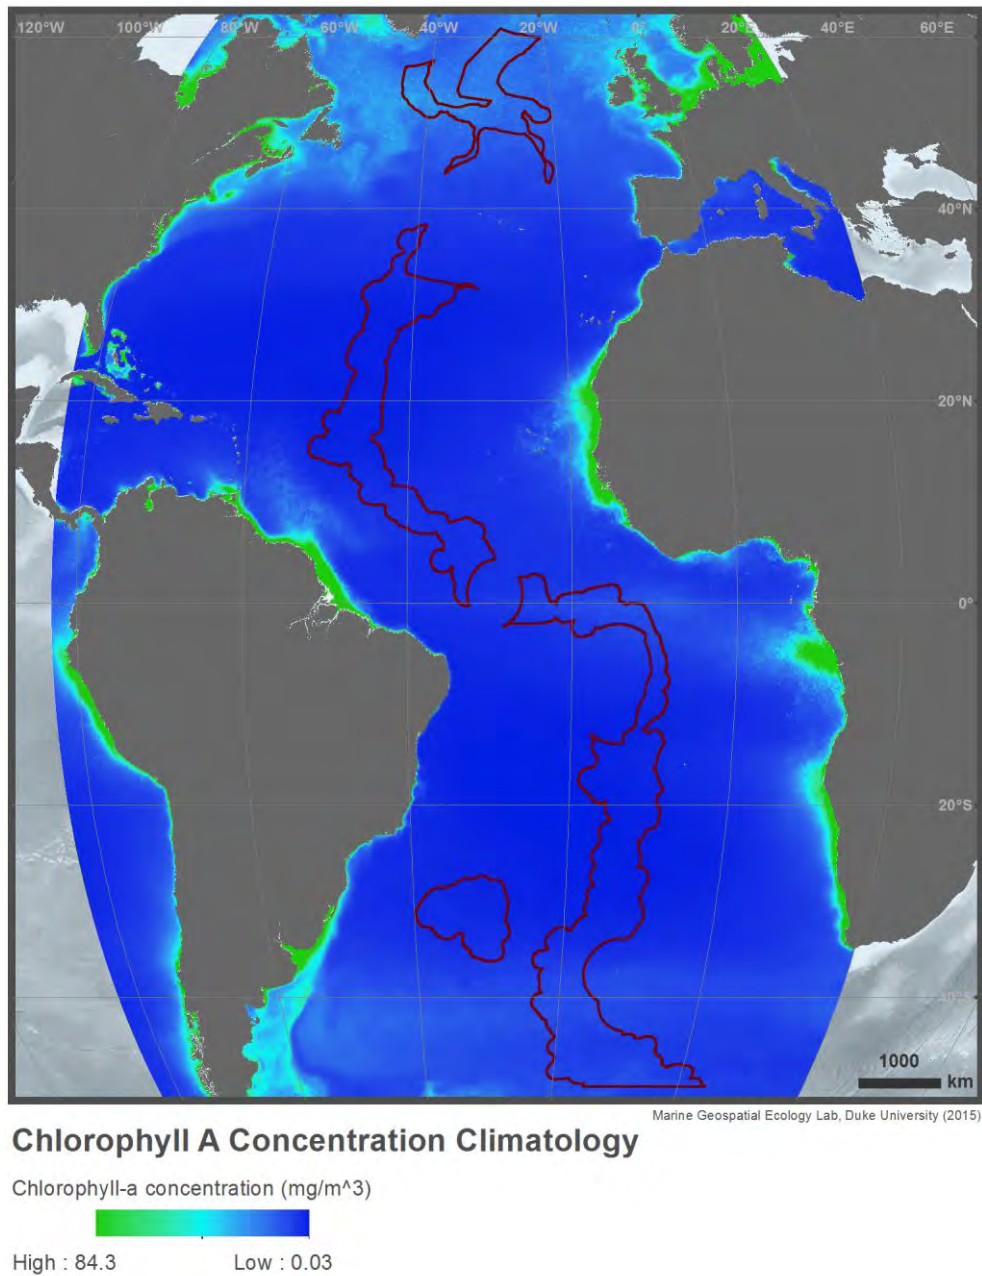 120°W 100°W 80°W 60°W 40°W 20°W 0° 20°E 40°E 60°E
40°N
20°N
0°
20°S
40°S
1000
km
Marine Geospatial Ecology Lab, Duke University (2015)
Chlorophyll A Concentration Climatology
Chlorophyll-a concentration (mg/m^3)
High : 84.3 Low : 0.03